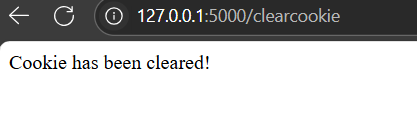 127.0.0.1:5000/clearcookie
Cookie has been cleared!